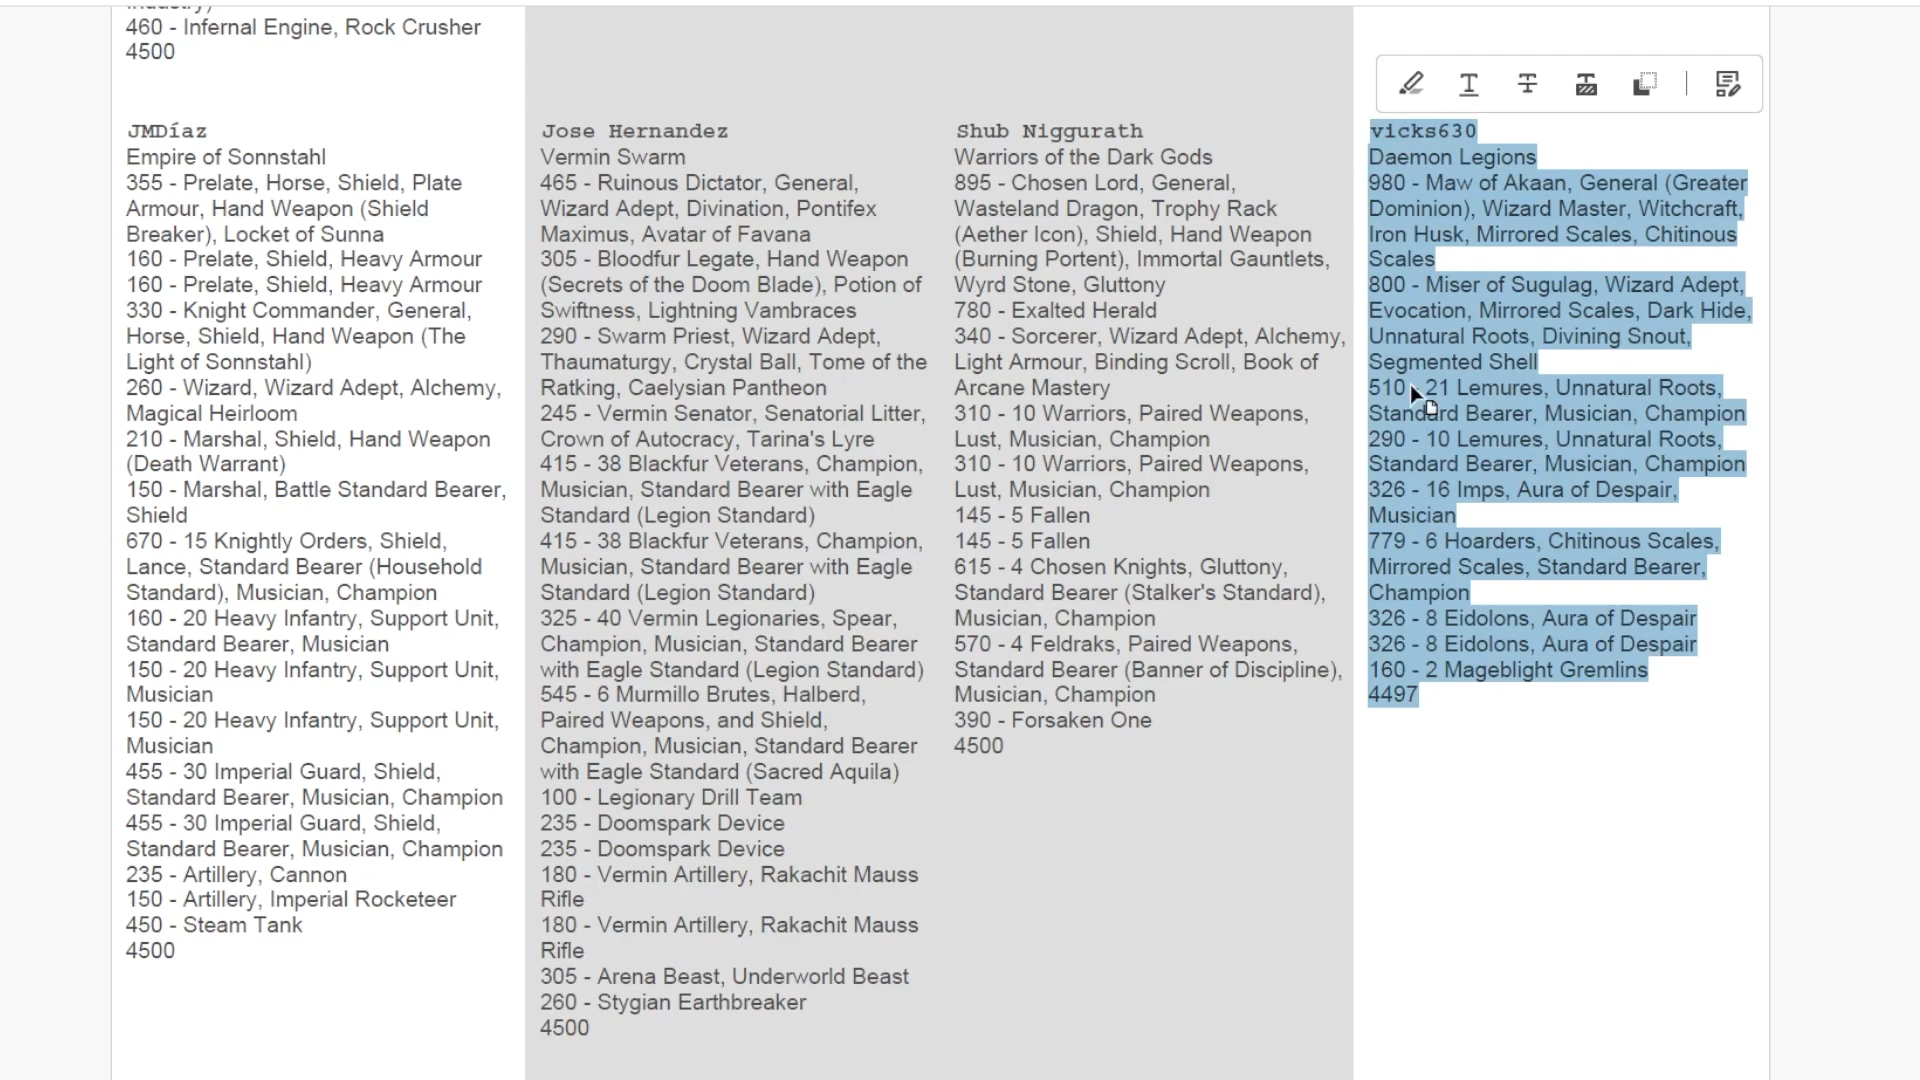 460 - Infernal Engine, Rock Crusher
4500
JMDíaz
Empire of Sonnstahl
355 - Prelate, Horse, Shield, Plate
Armour, Hand Weapon (Shield
Breaker), Locket of Sunna
160 - Prelate, Shield, Heavy Armour
160 - Prelate, Shield, Heavy Armour
330 - Knight Commander, General,
Horse, Shield, Hand Weapon (The
Light of Sonnstahl)
260 - Wizard, Wizard Adept, Alchemy,
Magical Heirloom
210 - Marshal, Shield, Hand Weapon
(Death Warrant)
150 - Marshal, Battle Standard Bearer,
Shield
670 - 15 Knightly Orders, Shield,
Lance, Standard Bearer (Household
Standard), Musician, Champion
160 - 20 Heavy Infantry, Support Unit,
Standard Bearer, Musician
150 - 20 Heavy Infantry, Support Unit,
Musician
150 - 20 Heavy Infantry, Support Unit,
Musician
455 - 30 Imperial Guard, Shield,
Standard Bearer, Musician, Champion
455 - 30 Imperial Guard, Shield,
Standard Bearer, Musician, Champion
235 - Artillery, Cannon
150 - Artillery, Imperial Rocketeer
450 - Steam Tank
4500
Jose Hernandez
Vermin Swarm
465 - Ruinous Dictator, General,
Wizard Adept, Divination, Pontifex
Maximus, Avatar of Favana
305 - Bloodfur Legate, Hand Weapon
(Secrets of the Doom Blade), Potion of
Swiftness, Lightning Vambraces
290 - Swarm Priest, Wizard Adept,
Thaumaturgy, Crystal Ball, Tome of the
Ratking, Caelysian Pantheon
245 - Vermin Senator, Senatorial Litter,
Crown of Autocracy, Tarina's Lyre
415 - 38 Blackfur Veterans, Champion,
Musician, Standard Bearer with Eagle
Standard (Legion Standard)
415 - 38 Blackfur Veterans, Champion,
Musician, Standard Bearer with Eagle
Standard (Legion Standard)
325 - 40 Vermin Legionaries, Spear,
Champion, Musician, Standard Bearer
with Eagle Standard (Legion Standard)
545 - 6 Murmillo Brutes, Halberd,
Paired Weapons, and Shield,
Champion, Musician, Standard Bearer
with Eagle Standard (Sacred Aquila)
100 - Legionary Drill Team
235 - Doomspark Device
235 - Doomspark Device
180 - Vermin Artillery, Rakachit Mauss
Rifle
180 - Vermin Artillery, Rakachit Mauss
Rifle
305 - Arena Beast, Underworld Beast
260 - Stygian Earthbreaker
4500
Shub Niggurath
Warriors of the Dark Gods
895 - Chosen Lord, General,
Wasteland Dragon, Trophy Rack
(Aether Icon), Shield, Hand Weapon
(Burning Portent), Immortal Gauntlets,
Wyrd Stone, Gluttony
780 - Exalted Herald
340 - Sorcerer, Wizard Adept, Alchemy,
Light Armour, Binding Scroll, Book of
Arcane Mastery
310 - 10 Warriors, Paired Weapons,
Lust, Musician, Champion
310 - 10 Warriors, Paired Weapons,
Lust, Musician, Champion
145 - 5 Fallen
145 - 5 Fallen
615 - 4 Chosen Knights, Gluttony,
Standard Bearer (Stalker's Standard),
Musician, Champion
570 - 4 Feldraks, Paired Weapons,
Standard Bearer (Banner of Discipline),
Musician, Champion
390 - Forsaken One
4500
vicks630
Daemon Legions
980 - Maw of Akaan, General (Greater
Dominion), Wizard Master, Witchcraft,
Iron Husk, Mirrored Scales, Chitinous
Scales
800 - Miser of Sugulag, Wizard Adept,
Evocation, Mirrored Scales, Dark Hide,
Unnatural Roots, Divining Snout,
Segmented Shell
510 - 21 Lemures, Unnatural Roots,
Standard Bearer, Musician, Champion
290 - 10 Lemures, Unnatural Roots,
Standard Bearer, Musician, Champion
326 - 16 Imps, Aura of Despair,
Musician
779 - 6 Hoarders, Chitinous Scales,
Mirrored Scales, Standard Bearer,
Champion
326 - 8 Eidolons, Aura of Despair
326 - 8 Eidolons, Aura of Despair
160 - 2 Mageblight Gremlins
4497